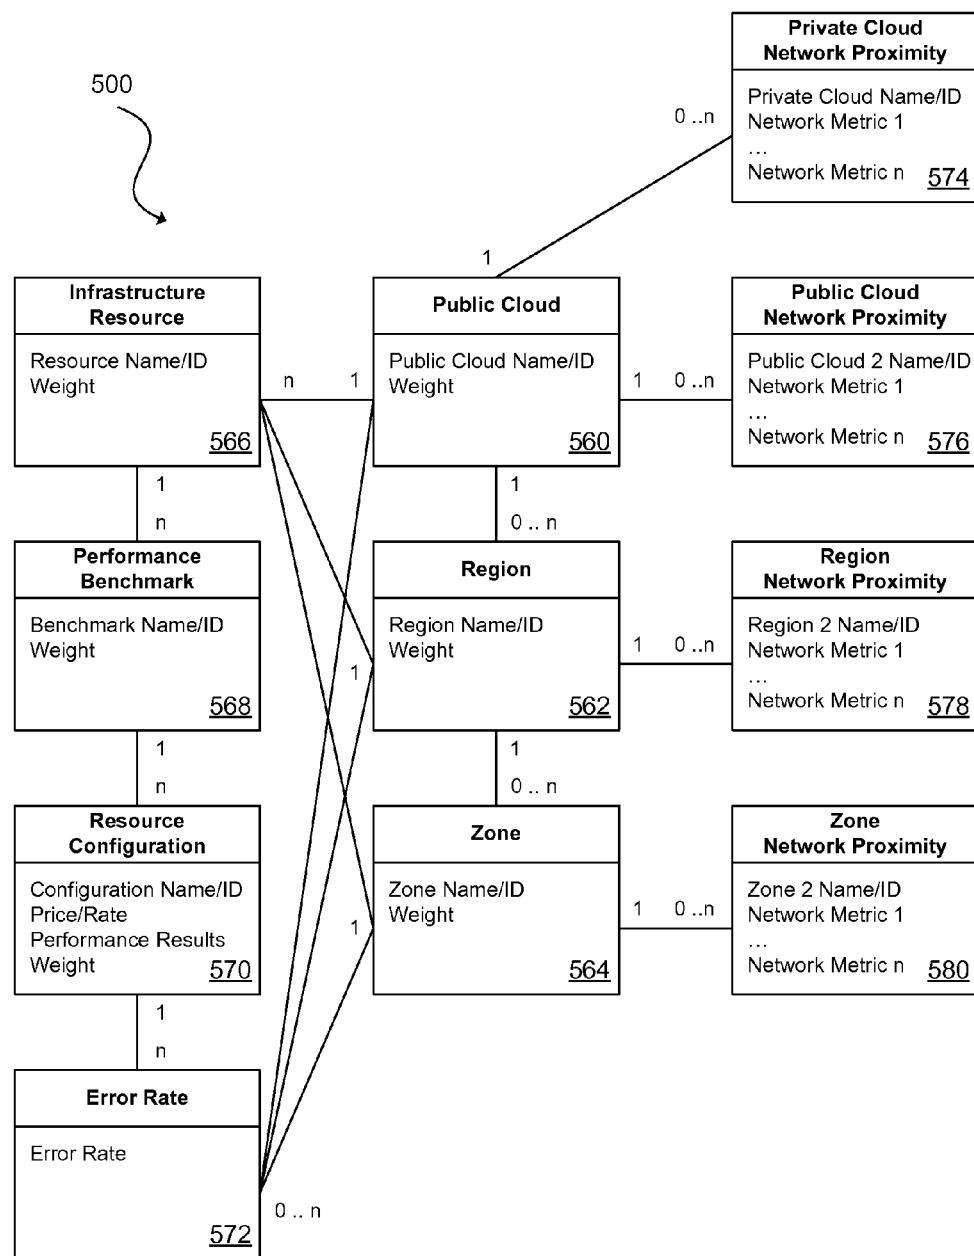 Private Cloud
Network Proximity
Private Cloud Name/ID
Network Metric 1
...
Network Metric n
574
500
0 ..n
1
Infrastructure
Resource
Resource Name/ID
Weight
566
n
1
Public Cloud
Public Cloud Name/ID
Weight
560
1
0 ..n
Public Cloud
Network Proximity
Public Cloud 2 Name/ID
Network Metric 1
...
Network Metric n
576
1
n
1
0 .. n
Performance
Benchmark
Benchmark Name/ID
Weight
568
1
Region
Region Name/ID
Weight
562
1
0 ..n
Region
Network Proximity
Region 2 Name/ID
Network Metric 1
...
Network Metric n
578
1
n
1
0 .. n
Resource
Configuration
Configuration Name/ID
Price/Rate
Performance Results
Weight
570
1
Zone
Zone Name/ID
Weight
564
1
0 ..n
Zone
Network Proximity
Zone 2 Name/ID
Network Metric 1
...
Network Metric n
580
1
n
Error Rate
Error Rate
572
0 .. n